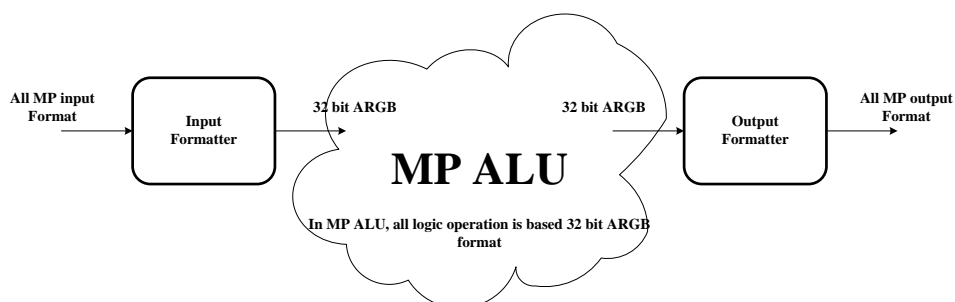 All MP input
Format
Input
Formatter
32 bit ARGB
MP ALU
In MP ALU, all logic operation is based 32 bit ARGB
format
32 bit ARGB
Output
Formatter
All MP output
Format